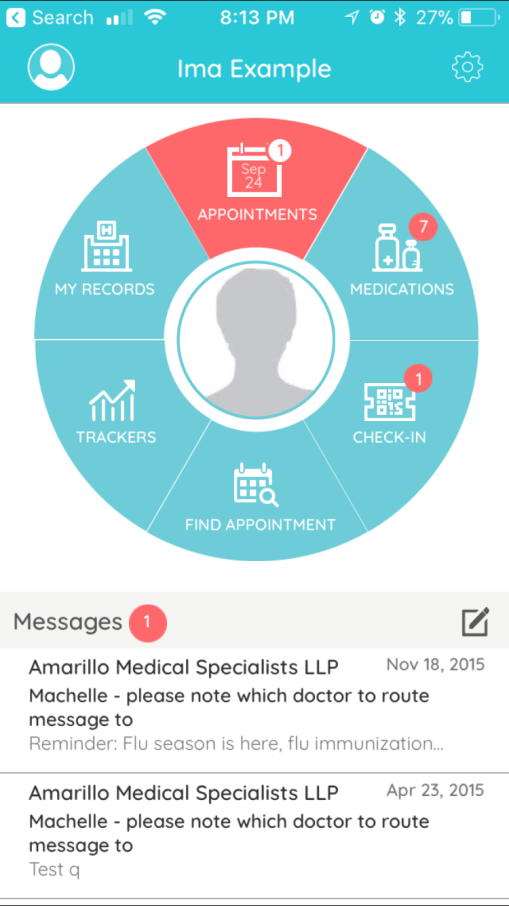 Search 8:13 PM 27%
Ima Example
1
Sep
24
APPOINTMENTS
7
MEDICATIONS
H
MY RECORDS
1
CHECK-IN
TRACKERS
FIND APPOINTMENT
Messages 1
Amarillo Medical Specialists LLP Nov 18, 2015
Machelle - please note which doctor to route
message to
Reminder: Flu season is here, flu immunization...
Amarillo Medical Specialists LLP Apr 23, 2015
Machelle - please note which doctor to route
message to
Test q